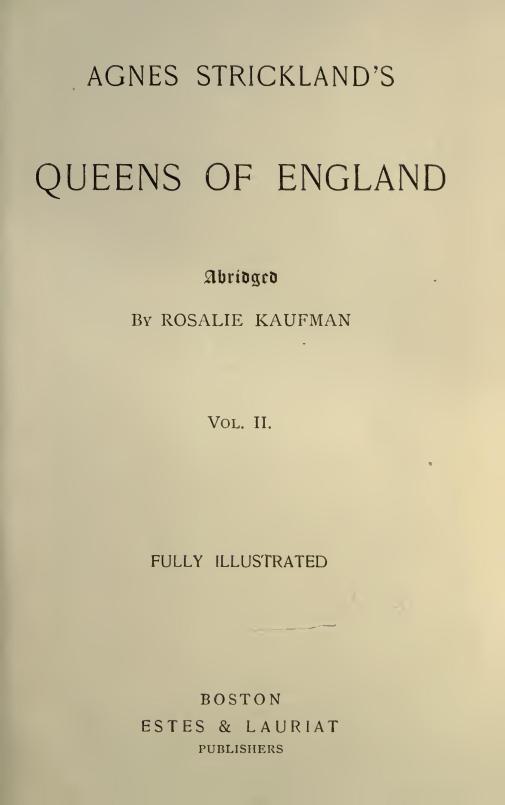 AGNES STRICKLAND'S
QUEENS OF ENGLAND
Abridged
By ROSALIE KAUFMAN
VOL. II.
FULLY ILLUSTRATED
BOSTON
ESTES & LAURIAT
PUBLISHERS